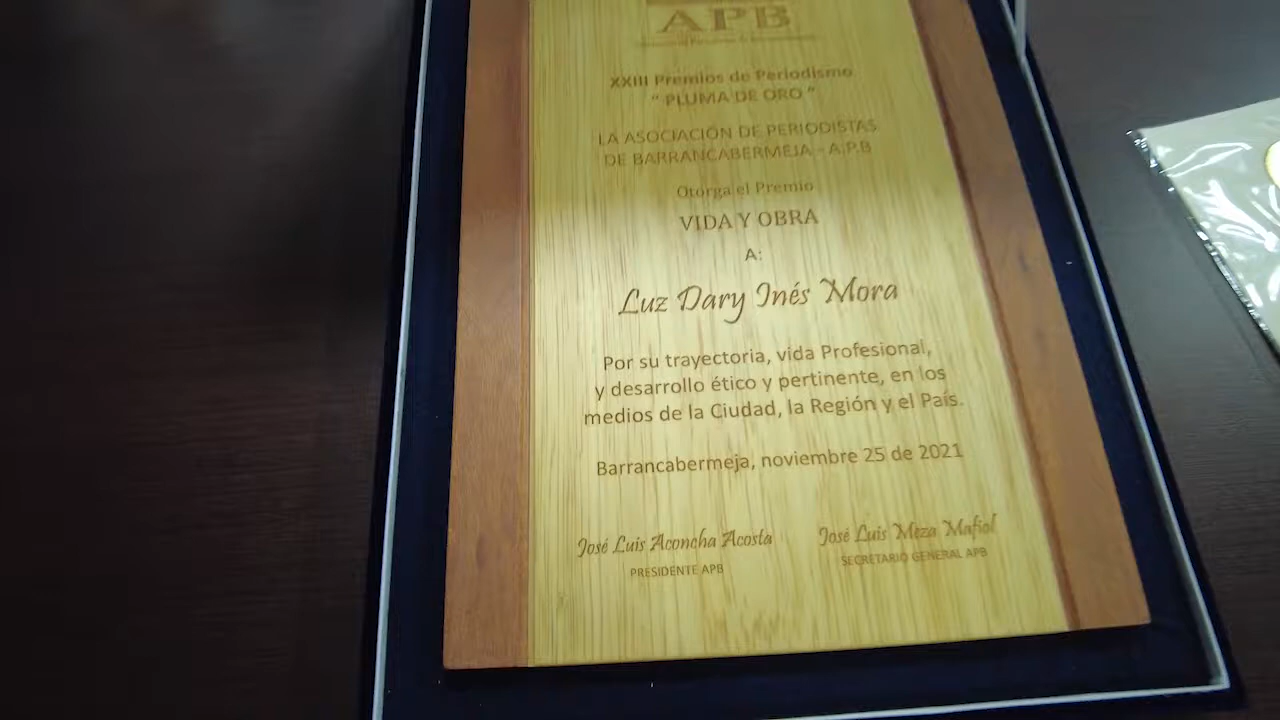 APB
XXIII Premios de Periodismo
“ PLUMA DE ORO ”
LA ASOCIACIÓN DE PERIODISTAS
DE BARRANCABERMEJA - A.P.B
Otorga el Premio
VIDA Y OBRA
A:
Luz Dary Inés Mora
Por su trayectoria, vida Profesional,
y desarrollo ético y pertinente, en los
medios de la Ciudad, la Región y el País.
Barrancabermeja, noviembre 25 de 2021
José Luis Aconcha Acosta
PRESIDENTE APB
José Luis Meza Mafiol
SECRETARIO GENERAL APB